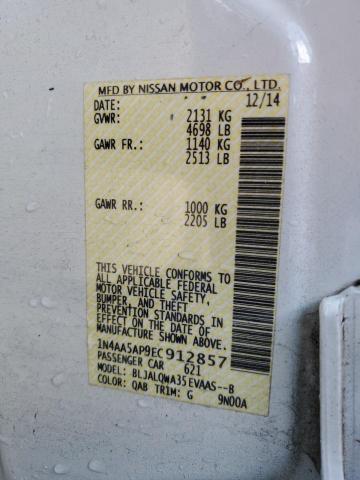 MFD BY NISSAN MOTOR CO., LTD.
DATE: 12/14
GVWR: 2131 KG
4698 LB
GAWR FR.: 1140 KG
2513 LB
GAWR RR.: 1000 KG
2205 LB
THIS VEHICLE CONFORMS TO
ALL APPLICABLE FEDERAL
MOTOR VEHICLE SAFETY,
BUMPER, AND THEFT
PREVENTION STANDARDS IN
EFFECT ON THE DATE OF
MANUFACTURE SHOWN ABOVE.
1N4AA5AP9EC912857
PASSENGER CAR 621
MODEL: BLJALQWA35EVAAS--B
COLOR: QAB TRIM: G 9N00A